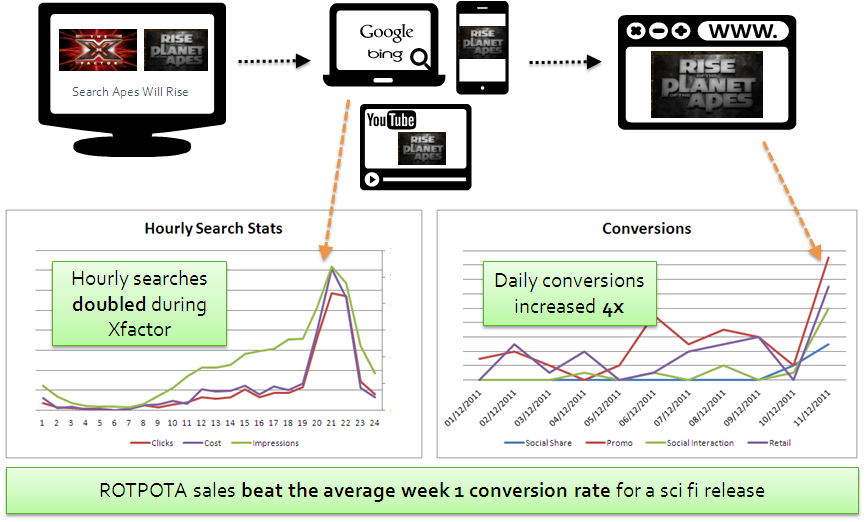 THE
X
FACTOR
RISE
OF THE
PLANET
OF THE
APES
Search Apes Will Rise
Google
bing
RISE
OF THE
PLANET
OF THE
APES
WWW.
RISE
OF THE
PLANET
OF THE
APES
YouTube
RISE
OF THE
PLANET
OF THE
APES
Hourly Search Stats
Hourly searches
doubled during
Xfactor
1 2 3 4 5 6 7 8 9 10 11 12 13 14 15 16 17 18 19 20 21 22 23 24
Clicks Cost Impressions
Conversions
Daily conversions
increased 4x
01/12/2011 02/12/2011 03/12/2011 04/12/2011 05/12/2011 06/12/2011 07/12/2011 08/12/2011 09/12/2011 10/12/2011 11/12/2011
Social Share Promo Social Interaction Retail
ROTPOTA sales beat the average week 1 conversion rate for a sci fi release